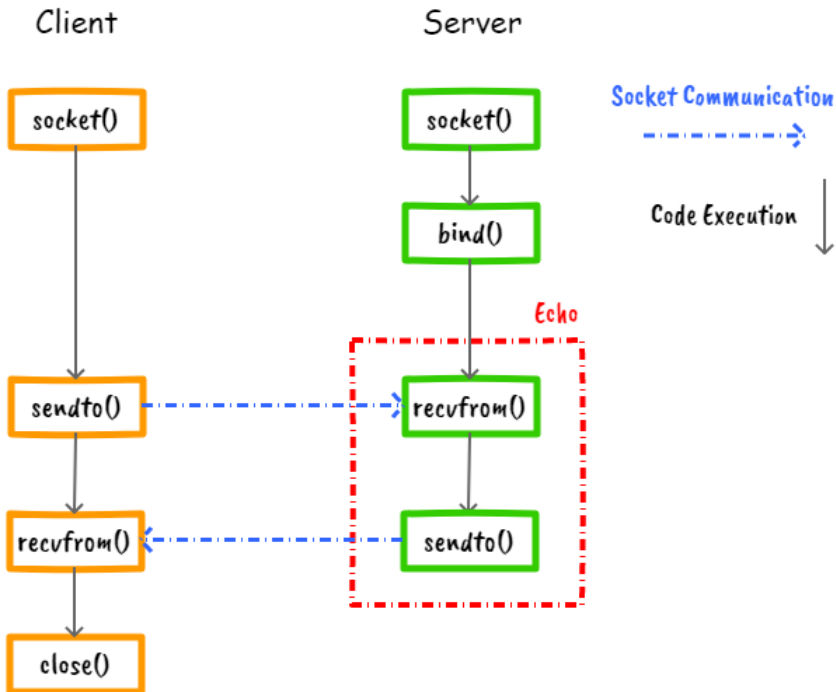 Client
Server
socket()
socket()
Socket Communication
bind()
Code Execution
Echo
sendto()
recvfrom()
recvfrom()
sendto()
close()